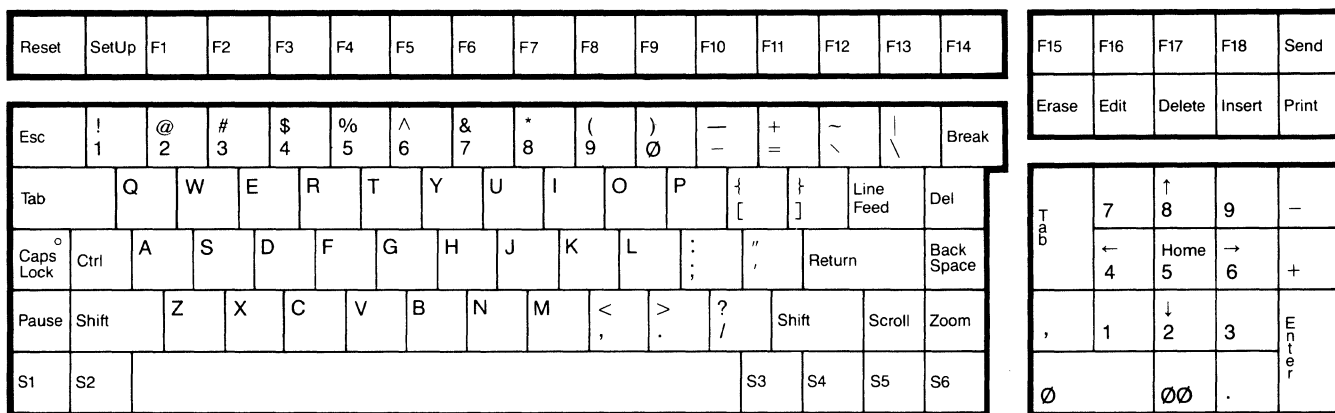 Reset SetUp F1 F2 F3 F4 F5 F6 F7 F8 F9 F10 F11 F12 F13 F14
F15 F16 F17 F18 Send
Erase Edit Delete Insert Print
Esc ! 1 @ 2 # 3 $ 4 % 5 ^ 6 & 7 * 8 ( 9 ) Ø — - + = ~ ` | \ Break
Tab Q W E R T Y U I O P { [ } ] Line Feed Del
Caps Lock Ctrl A S D F G H J K L : ; " ' Return Back Space
Pause Shift Z X C V B N M < , > . ? / Shift Scroll Zoom
S1 S2 S3 S4 S5 S6
Tab 7 ↑ 8 9 —
← 4 Home 5 → 6 +
, 1 ↓ 2 3 Enter
Ø ØØ .